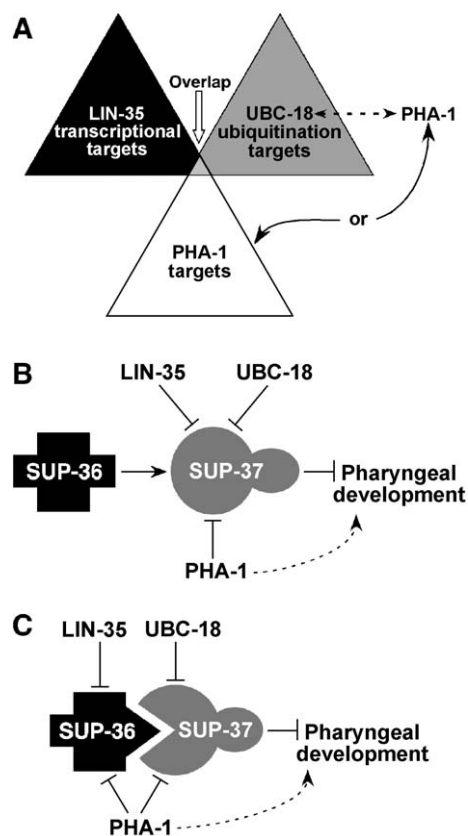 A
Overlap
LIN-35
transcriptional
targets
UBC-18
ubiquitination
targets
PHA-1
or
PHA-1
targets
B
LIN-35 UBC-18
SUP-36
SUP-37
Pharyngeal
development
PHA-1
C
LIN-35 UBC-18
SUP-36
SUP-37
Pharyngeal
development
PHA-1